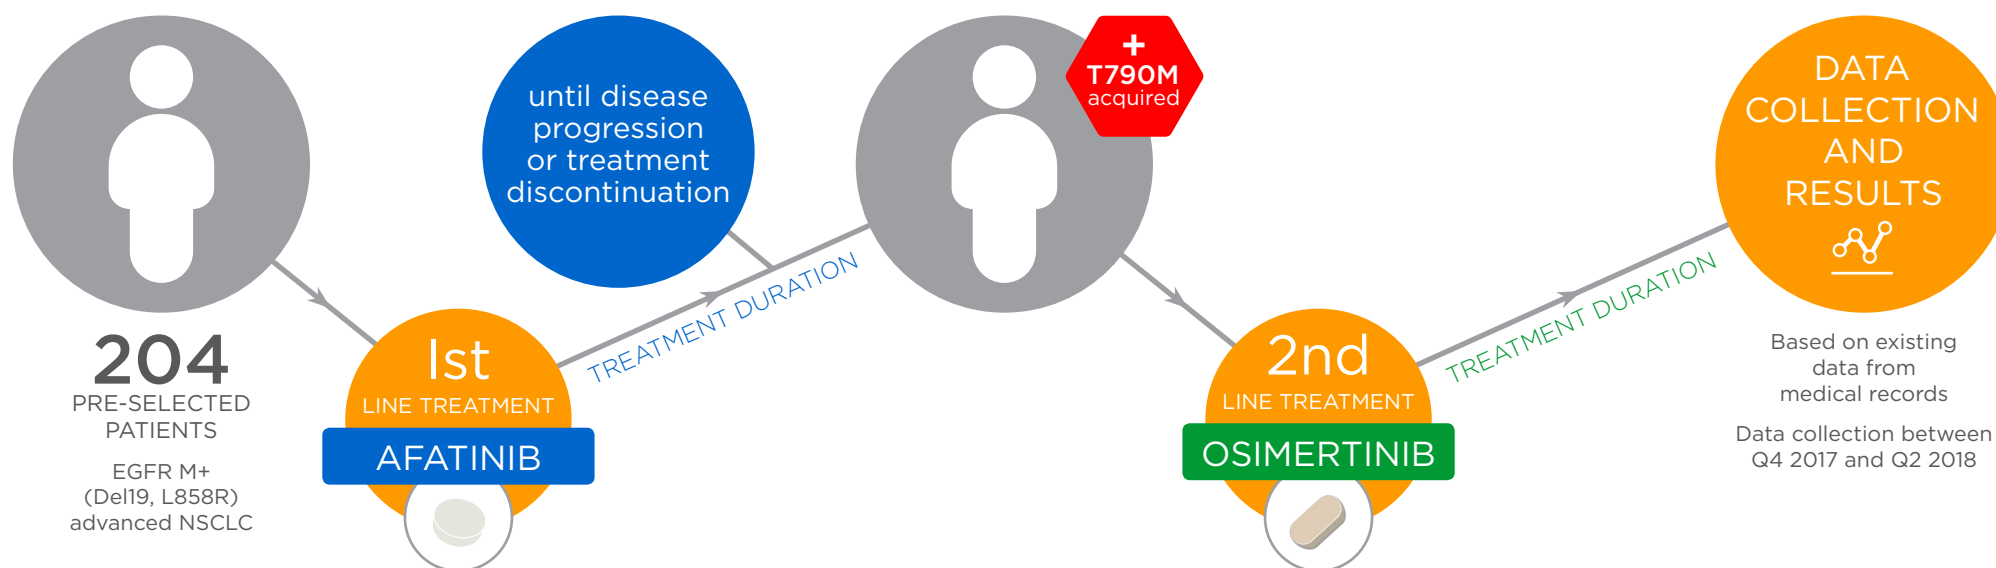 204
PRE-SELECTED
PATIENTS
EGFR M+
(Del19, L858R)
advanced NSCLC
1st
LINE TREATMENT
AFATINIB
until disease
progression
or treatment
discontinuation
TREATMENT DURATION
+
T790M
acquired
2nd
LINE TREATMENT
OSIMERTINIB
TREATMENT DURATION
DATA
COLLECTION
AND
RESULTS
Based on existing
data from
medical records
Data collection between
Q4 2017 and Q2 2018